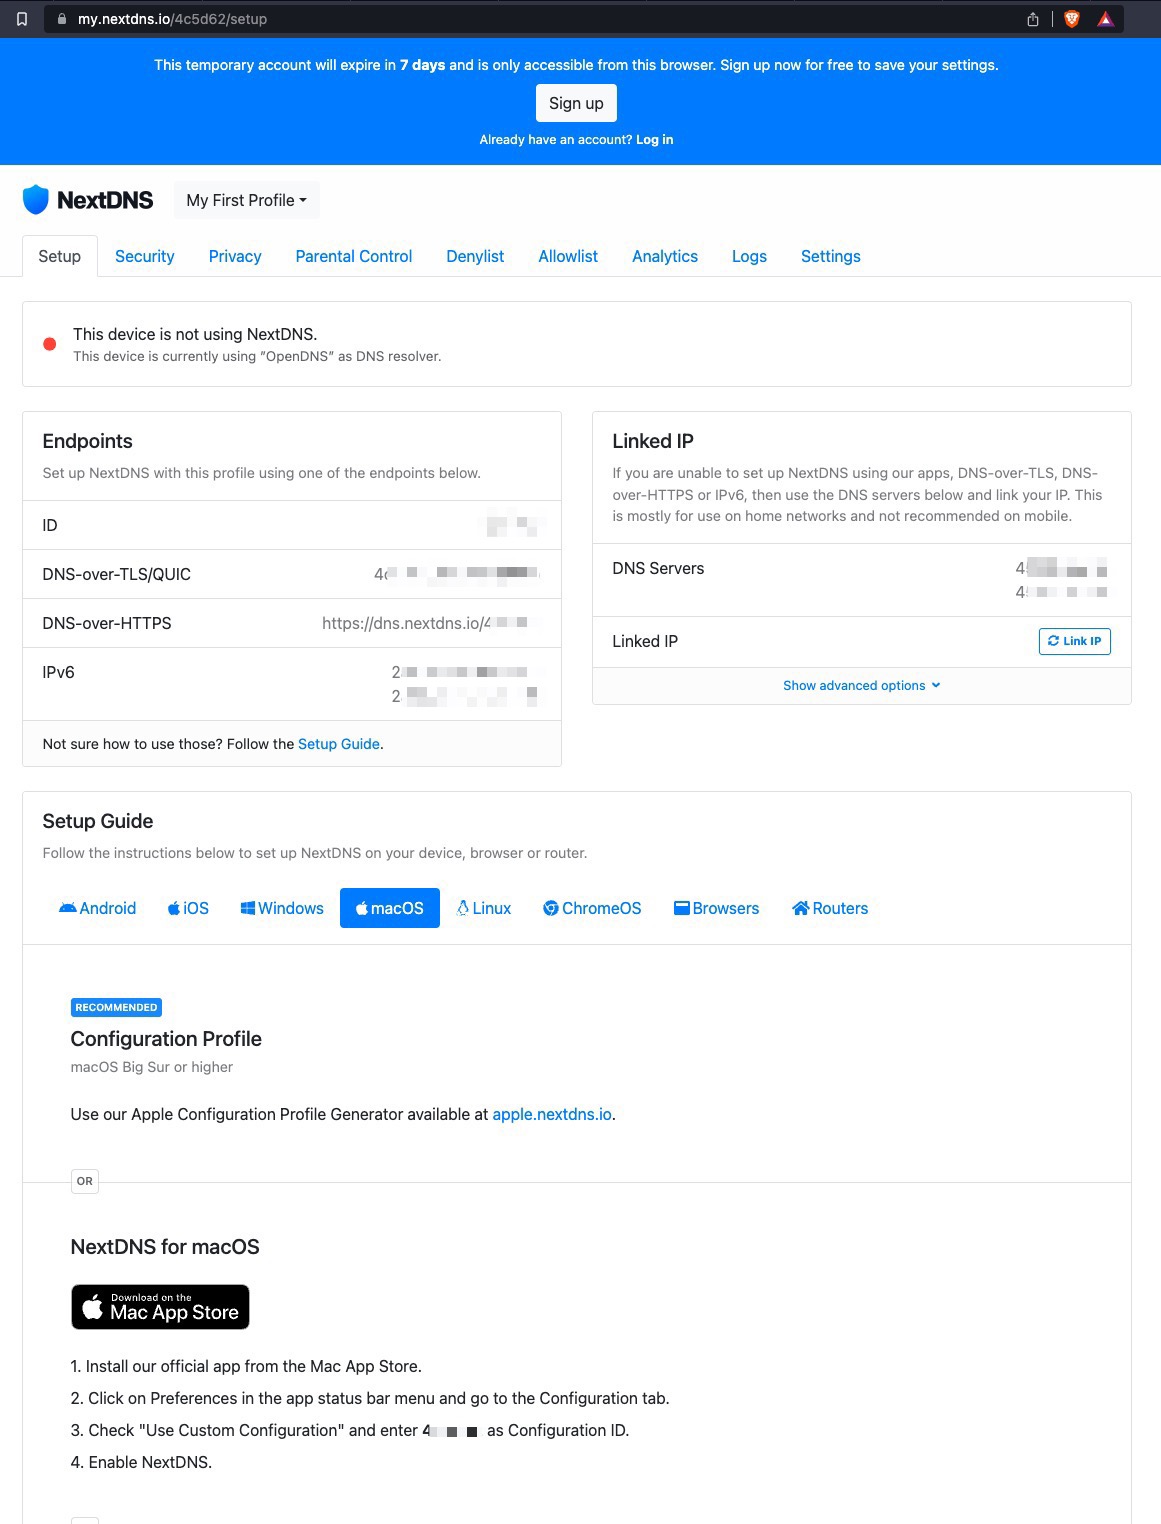 my.nextdns.io/4c5d62/setup
This temporary account will expire in 7 days and is only accessible from this browser. Sign up now for free to save your settings.
Sign up
Already have an account? Log in
NextDNS
My First Profile
Setup Security Privacy Parental Control Denylist Allowlist Analytics Logs Settings
This device is not using NextDNS.
This device is currently using "OpenDNS" as DNS resolver.
Endpoints
Set up NextDNS with this profile using one of the endpoints below.
ID
DNS-over-TLS/QUIC
DNS-over-HTTPS https://dns.nextdns.io/4
IPv6 2
2
Not sure how to use those? Follow the Setup Guide.
Linked IP
If you are unable to set up NextDNS using our apps, DNS-over-TLS, DNS-
over-HTTPS or IPv6, then use the DNS servers below and link your IP. This
is mostly for use on home networks and not recommended on mobile.
DNS Servers 4
4
Linked IP Link IP
Show advanced options
Setup Guide
Follow the instructions below to set up NextDNS on your device, browser or router.
Android iOS Windows macOS Linux ChromeOS Browsers Routers
RECOMMENDED
Configuration Profile
macOS Big Sur or higher
Use our Apple Configuration Profile Generator available at apple.nextdns.io.
OR
NextDNS for macOS
Download on the
Mac App Store
1. Install our official app from the Mac App Store.
2. Click on Preferences in the app status bar menu and go to the Configuration tab.
3. Check "Use Custom Configuration" and enter 4 as Configuration ID.
4. Enable NextDNS.